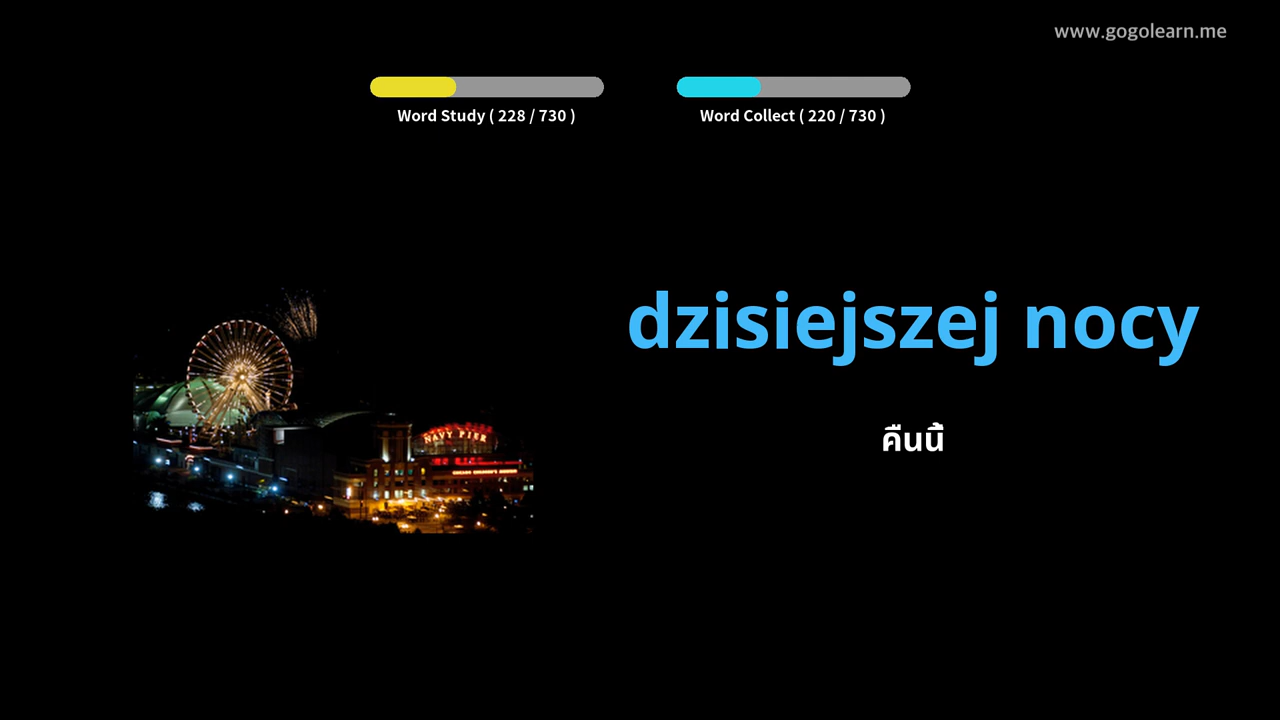 www.gogolearn.me
Word Study ( 228 / 730 )
Word Collect ( 220 / 730 )
dzisiejszej nocy
คืนนี้
NAVY PIER